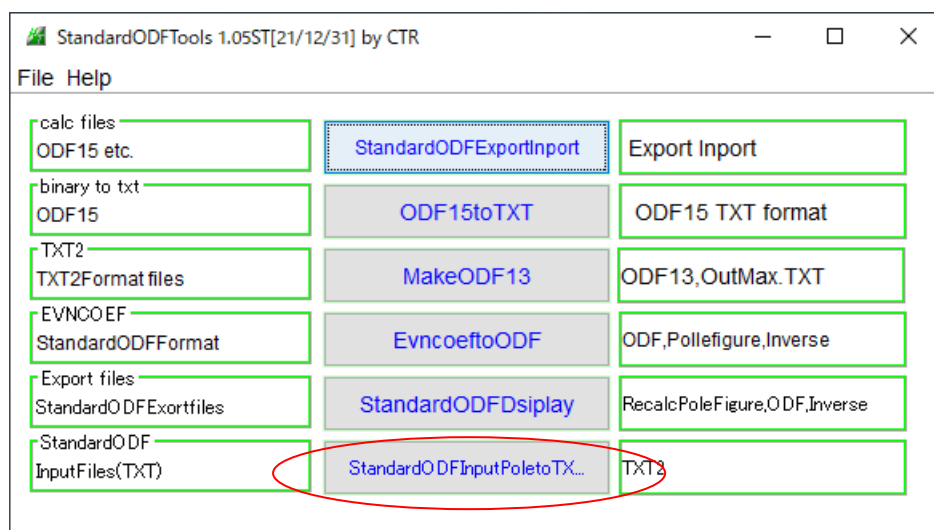 StandardODFTools 1.05ST[21/12/31] by CTR
File Help
calc files
ODF15 etc.
StandardODFExportInport
Export Inport
binary to txt
ODF15
ODF15toTXT
ODF15 TXT format
TXT2
TXT2Format files
MakeODF13
ODF13,OutMax.TXT
EVNCOEF
StandardODFFormat
EvncoeftoODF
ODF,Pollefigure,Inverse
Export files
StandardODFExortfiles
StandardODFDsiplay
RecalcPoleFigure,ODF,Inverse
StandardODF
InputFiles(TXT)
StandardODFInputPoletoTX...
TXT2